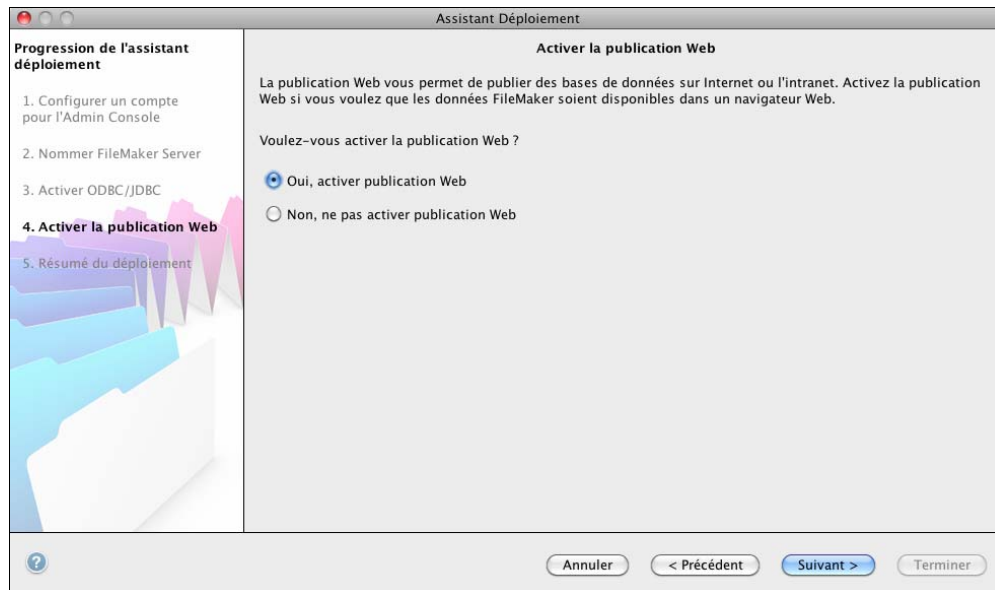 Assistant Déploiement
Progression de l'assistant
déploiement
1. Configurer un compte
pour l'Admin Console
2. Nommer FileMaker Server
3. Activer ODBC/JDBC
4. Activer la publication Web
5. Résumé du déploiement
Activer la publication Web
La publication Web vous permet de publier des bases de données sur Internet ou l'intranet. Activez la publication
Web si vous voulez que les données FileMaker soient disponibles dans un navigateur Web.
Voulez-vous activer la publication Web ?
Oui, activer publication Web
Non, ne pas activer publication Web
?
Annuler
< Précédent
Suivant >
Terminer